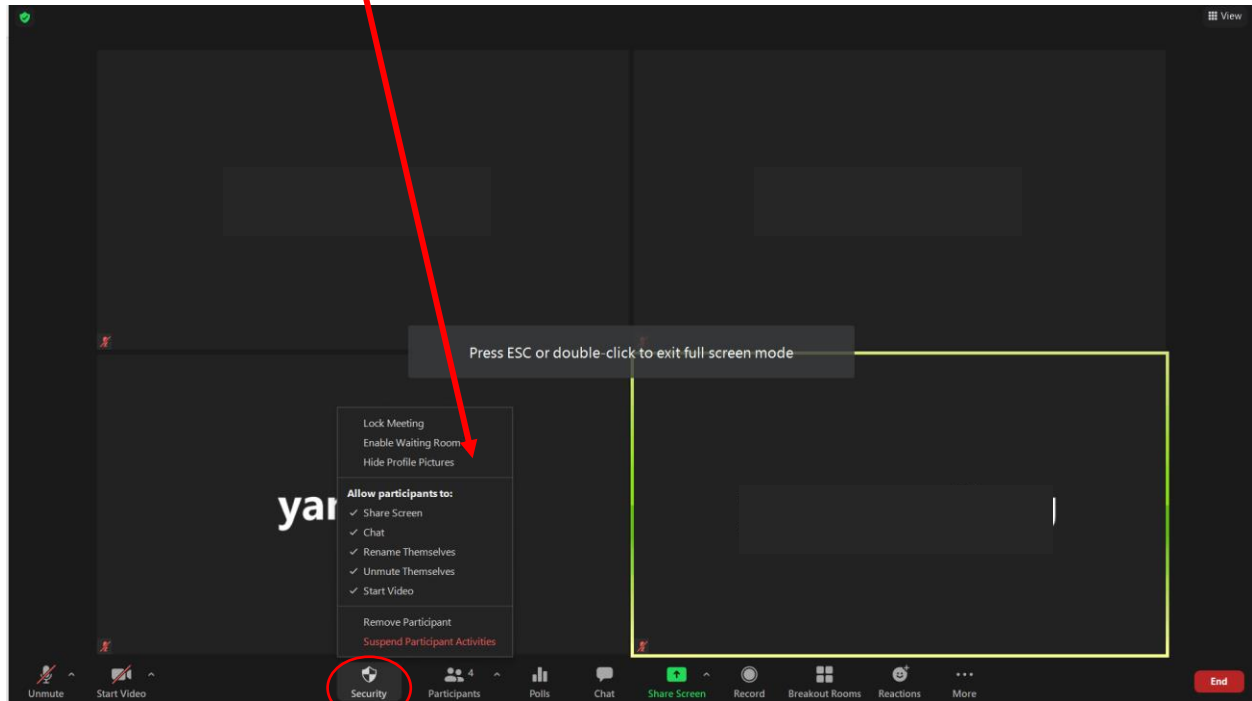 View
Press ESC or double-click to exit full screen mode
Lock Meeting
Enable Waiting Room
Hide Profile Pictures
Allow participants to:
Share Screen
Chat
Rename Themselves
Unmute Themselves
Start Video
Remove Participant
Suspend Participant Activities
Unmute
Start Video
Security
4
Participants
Polls
Chat
Share Screen
Record
Breakout Rooms
Reactions
More
End